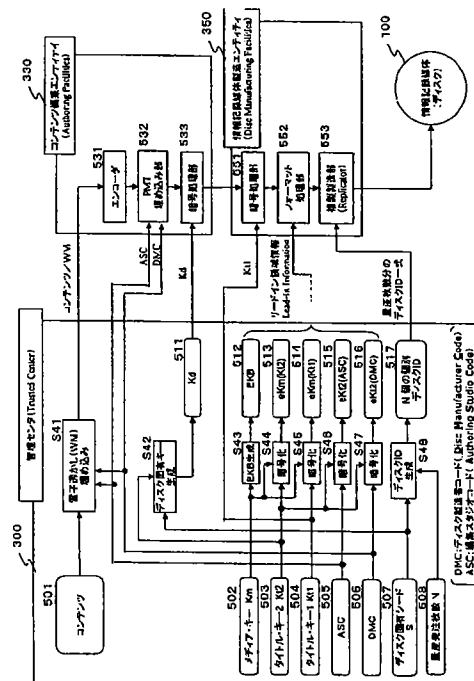 300
管理センタ(Trusted Center)
330
コンテンツ編集エンティティ
(Authoring Facilities)
350
情報記録媒体製造エンティティ
(Disc Manufacturing Facilities)
501
コンテンツ
S41
電子透かし(WM)
埋め込み
コンテンツ/WM
531
エンコーダ
532
PMT
埋め込み部
533
暗号処理部
ASC
DMC
Kd
551
暗号処理部
552
フォーマット
処理部
553
複製製造部
(Replicator)
100
情報記録媒体
(ディスク)
S42
ディスク固有キー
生成
511
Kd
Kt1
リードイン領域情報
Lead-in Information
量産枚数分の
ディスクID一式
502
メディア・キー Km
503
タイトル・キー2 Kt2
504
タイトル・キー1 Kt1
505
ASC
506
DMC
507
ディスク固有シード
S
508
量産発注枚数 N
S43
EKB生成
S44
暗号化
S45
暗号化
S46
暗号化
S47
暗号化
S48
ディスクID
生成
512
EKB
513
eKm(Kt2)
514
eKm(Kt1)
515
eKt2(ASC)
516
eKt2(DMC)
517
N個の個別
ディスクID
DMC:ディスク製造者コード(Disc Manufacturer Code)
ASC:編集スタジオコード(Authoring Studio Code)